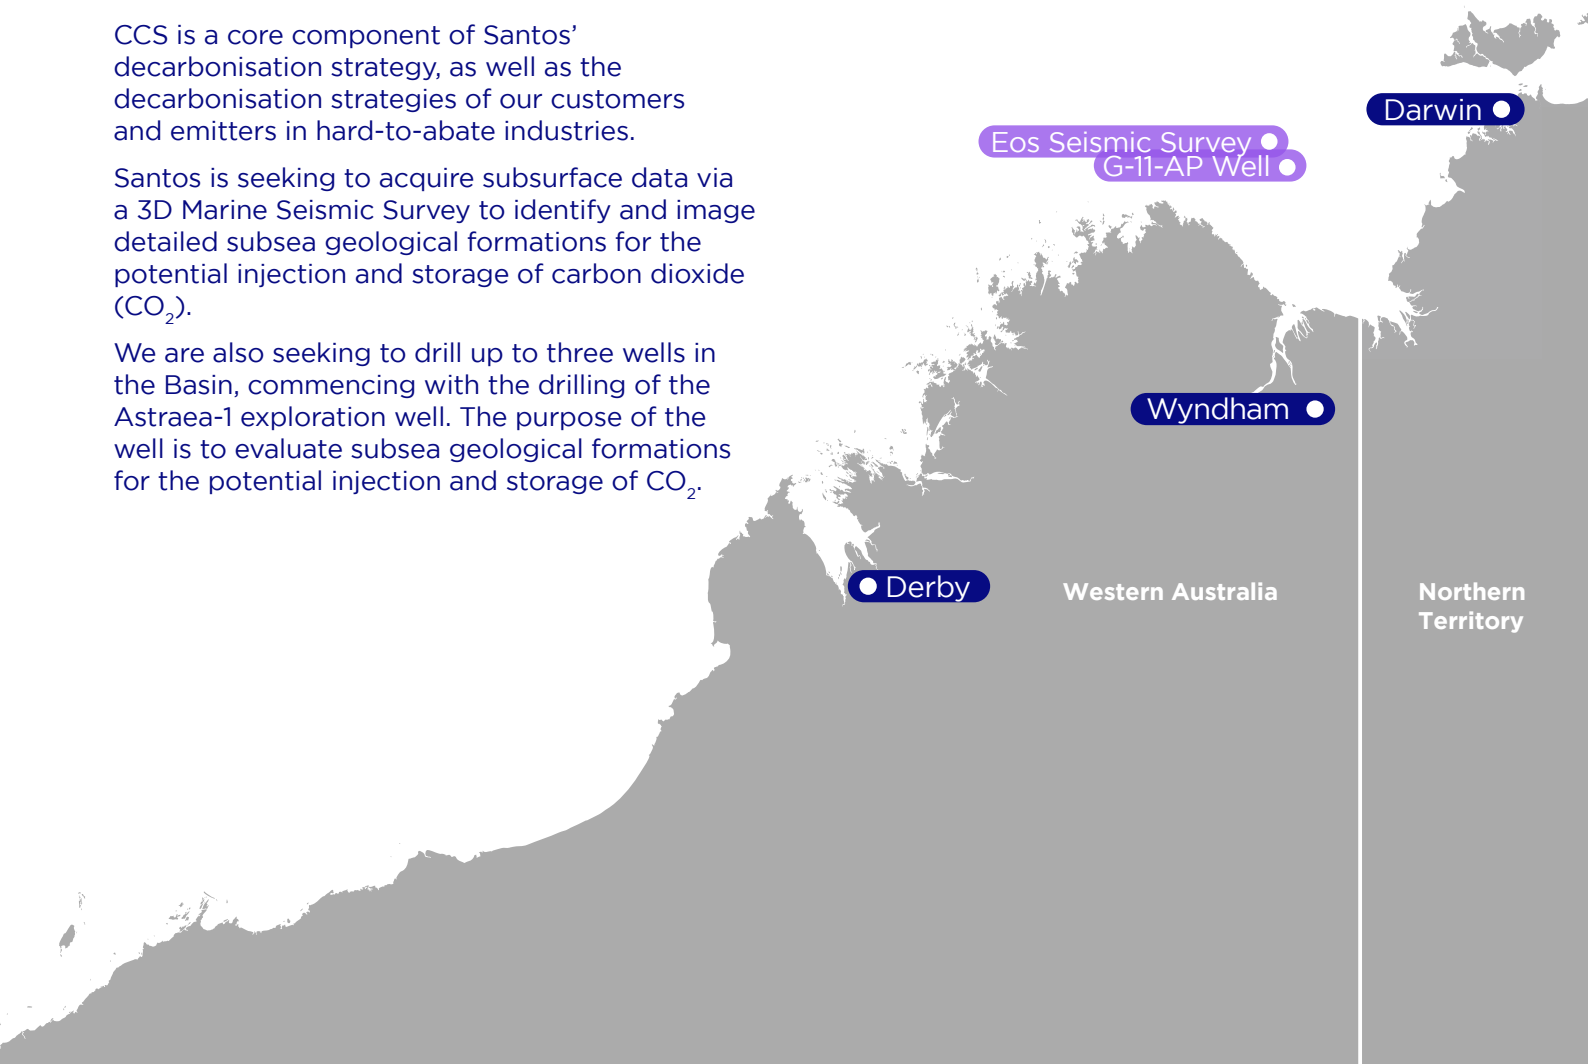 CCS is a core component of Santos’
decarbonisation strategy, as well as the
decarbonisation strategies of our customers
and emitters in hard-to-abate industries.
Santos is seeking to acquire subsurface data via
a 3D Marine Seismic Survey to identify and image
detailed subsea geological formations for the
potential injection and storage of carbon dioxide
(CO₂).
We are also seeking to drill up to three wells in
the Basin, commencing with the drilling of the
Astraea-1 exploration well. The purpose of the
well is to evaluate subsea geological formations
for the potential injection and storage of CO₂.
Darwin
Eos Seismic Survey
G-11-AP Well
Wyndham
Derby
Western Australia
Northern
Territory